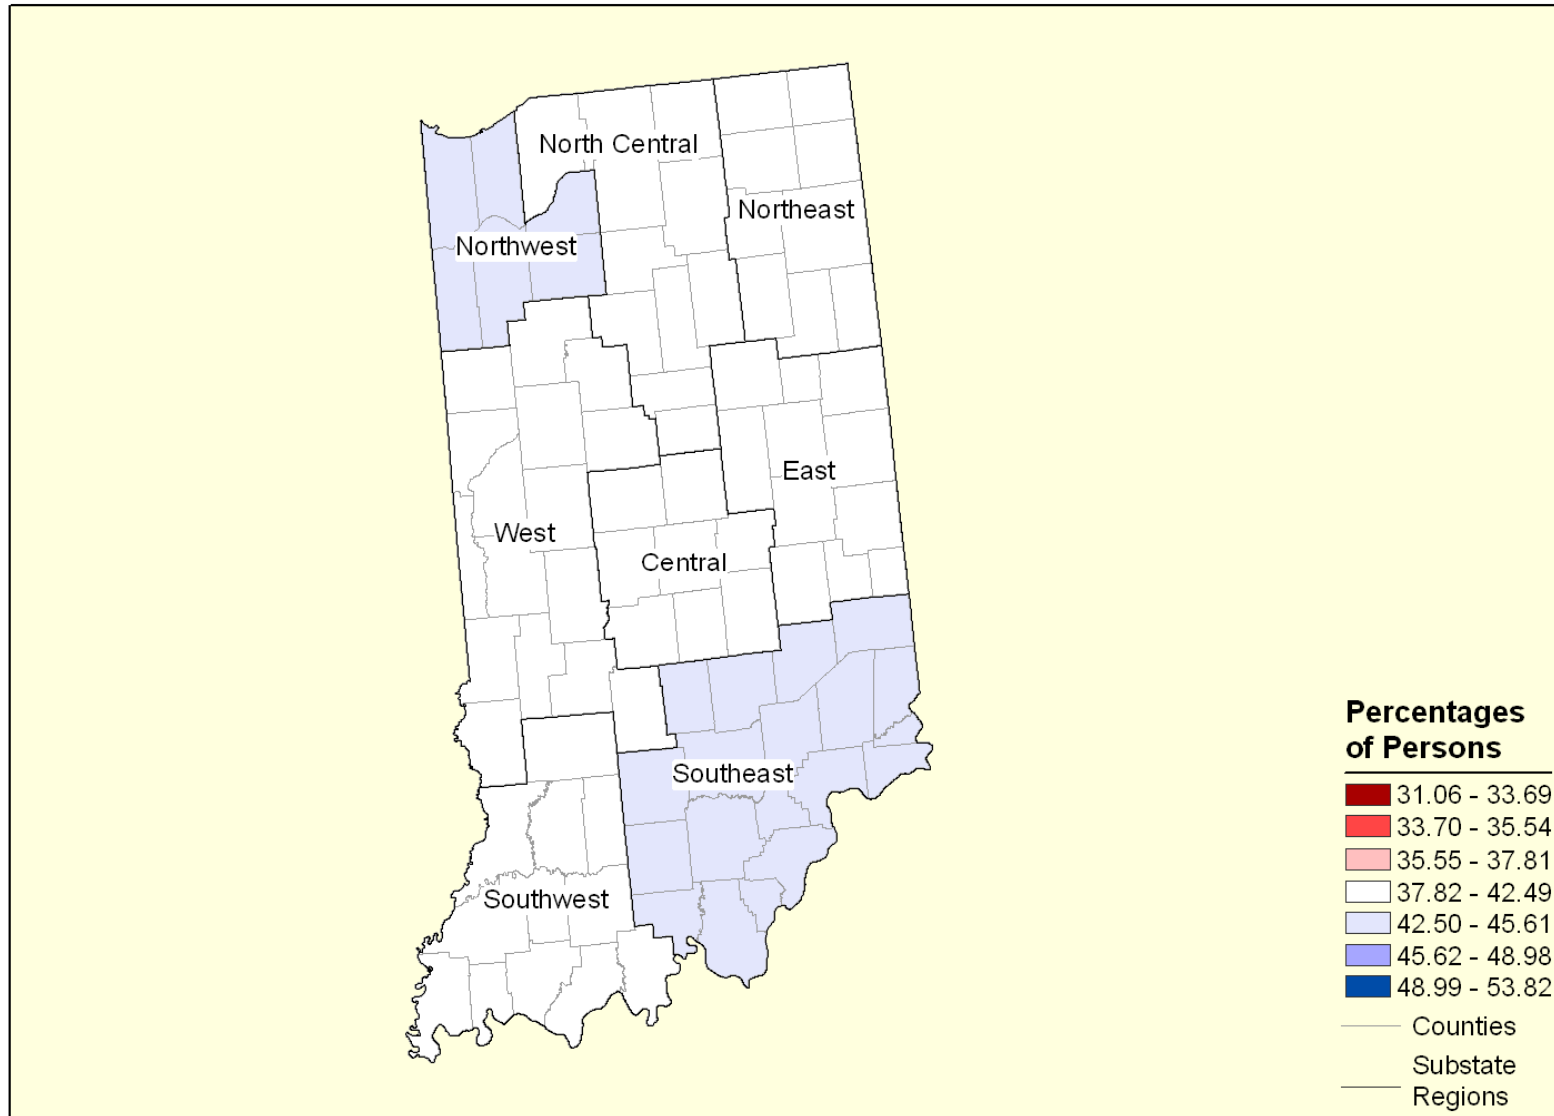 North Central
Northeast
Northwest
East
West
Central
Southeast
Southwest
Percentages
of Persons
31.06 - 33.69
33.70 - 35.54
35.55 - 37.81
37.82 - 42.49
42.50 - 45.61
45.62 - 48.98
48.99 - 53.82
Counties
Substate
Regions